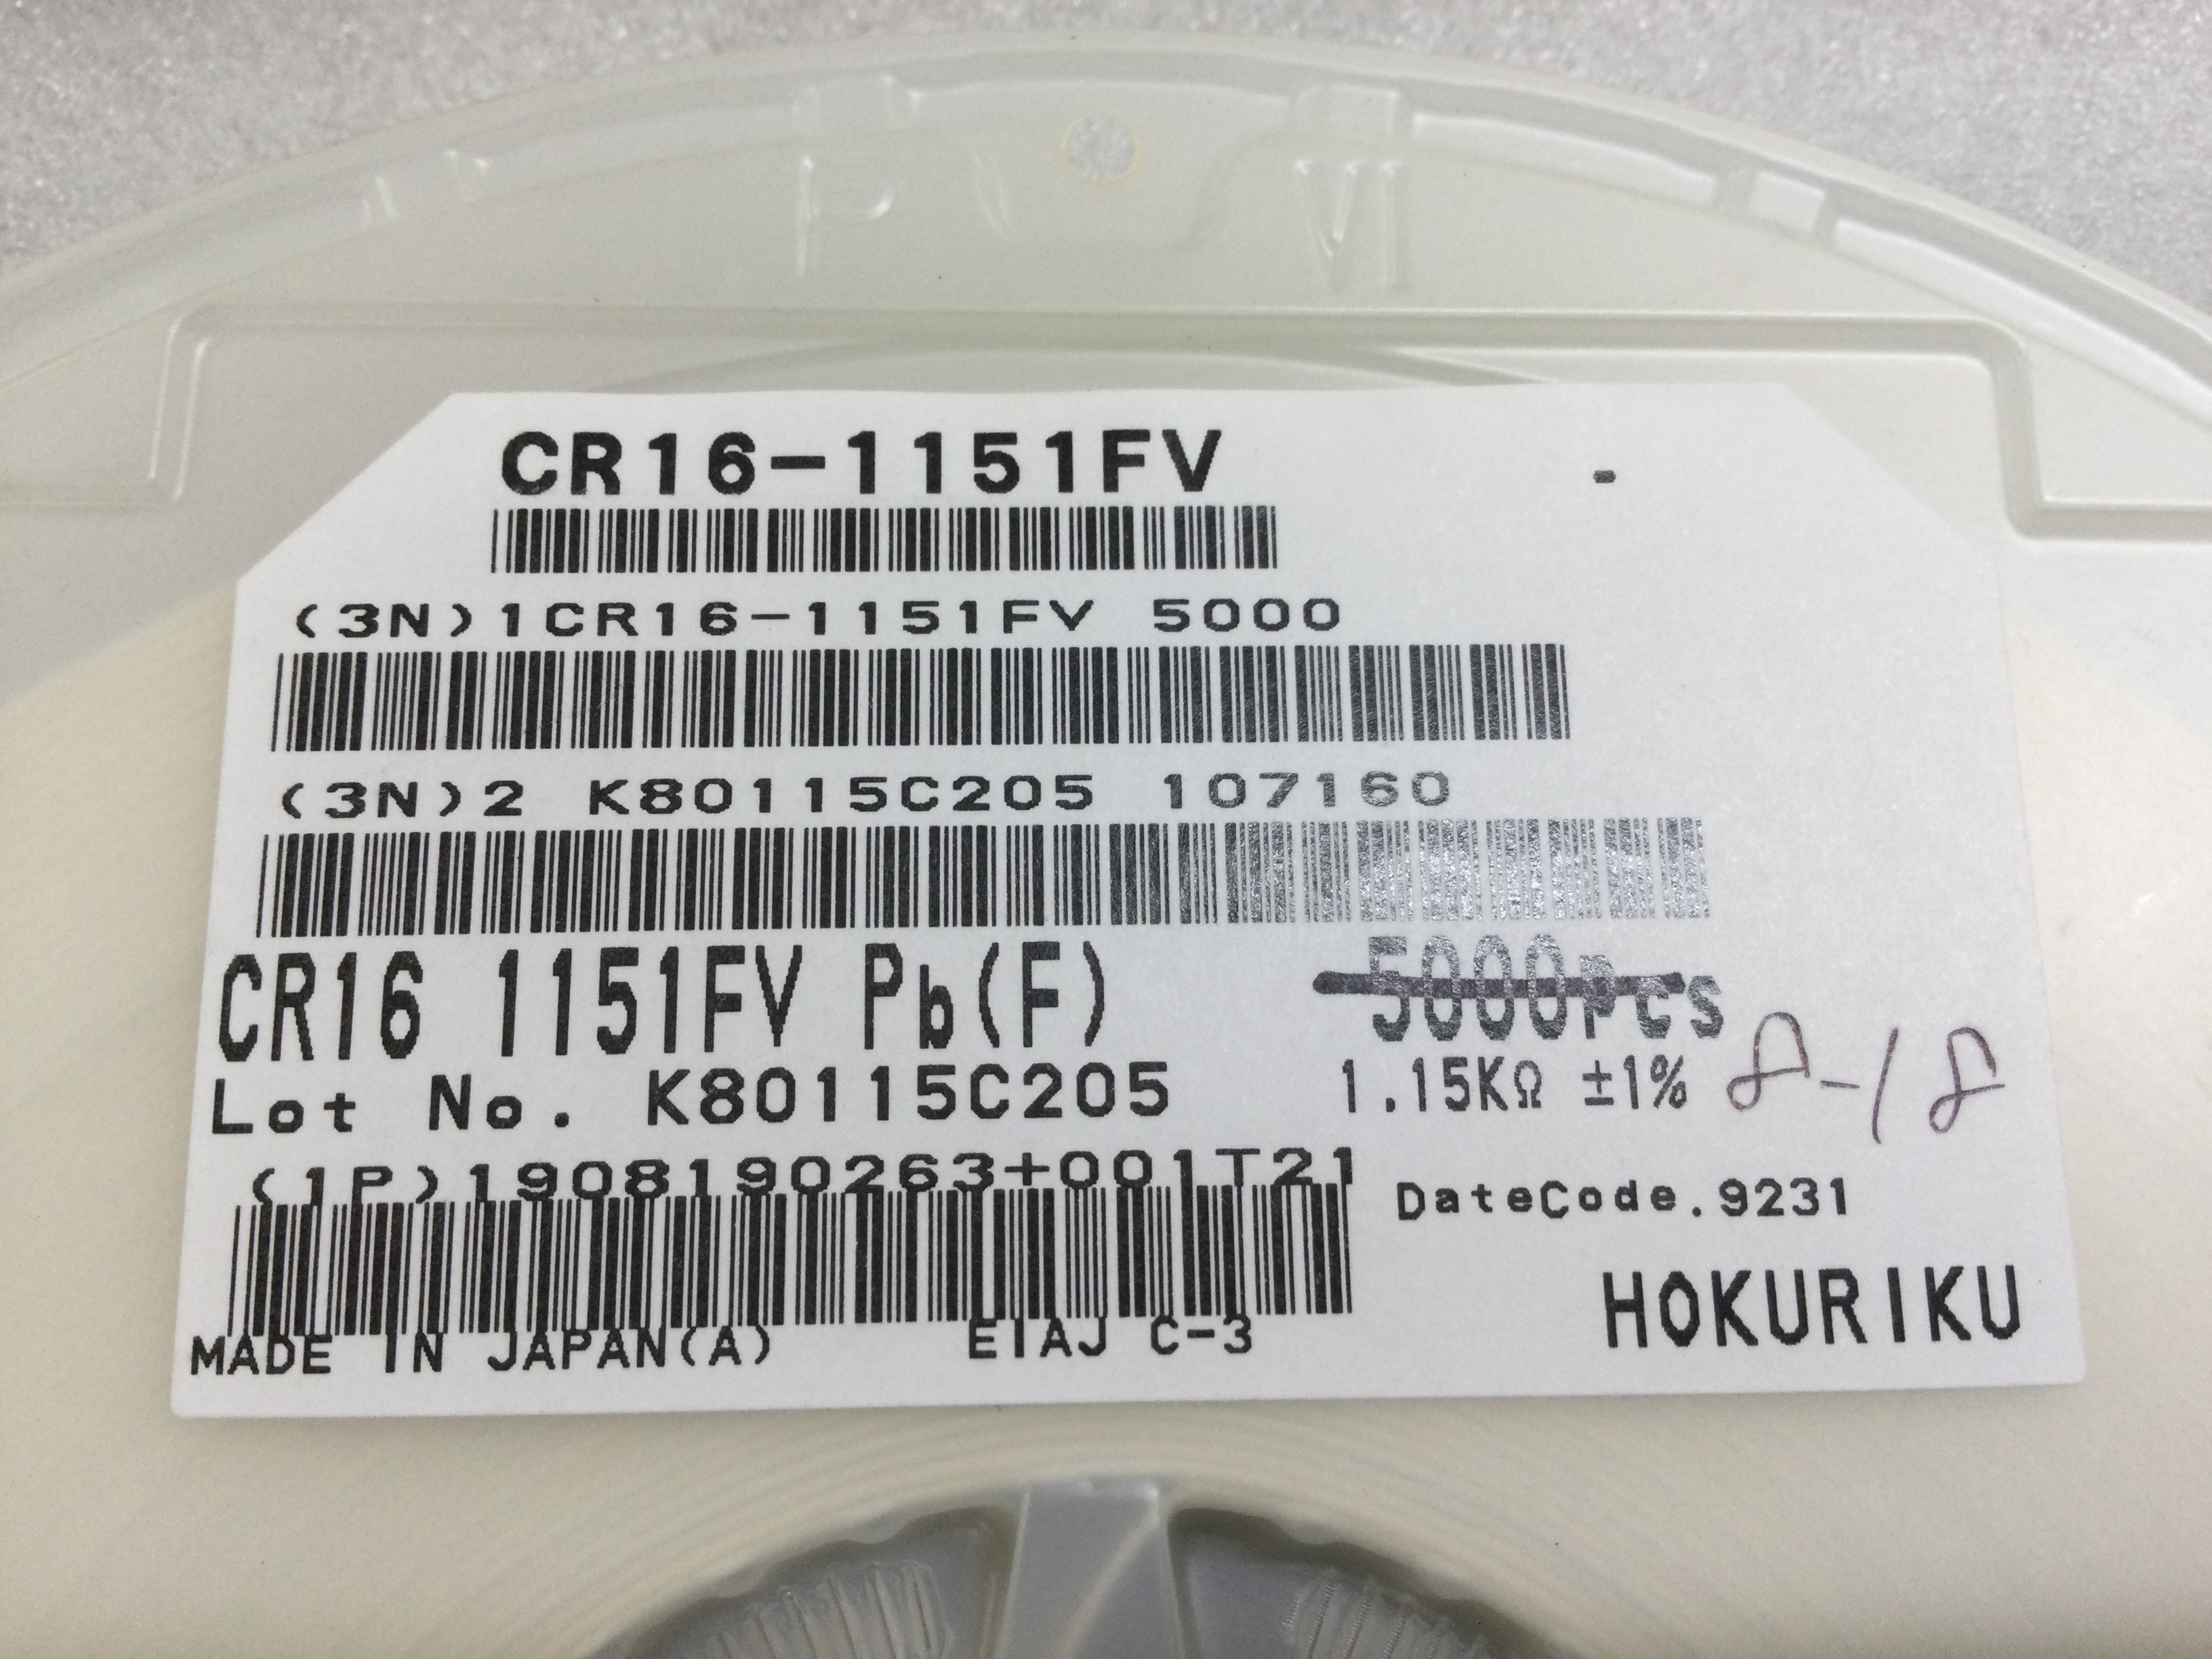 CR16-1151FV
-
(3N)1CR16-1151FV 5000
(3N)2 K80115C205 107160
CR16 1151FV Pb(F)
5000pcs
Lot No. K80115C205
1.15KΩ ±1%
8-18
(1P)1908190263+001T21
DateCode.9231
HOKURIKU
MADE IN JAPAN(A)
EIAJ C-3